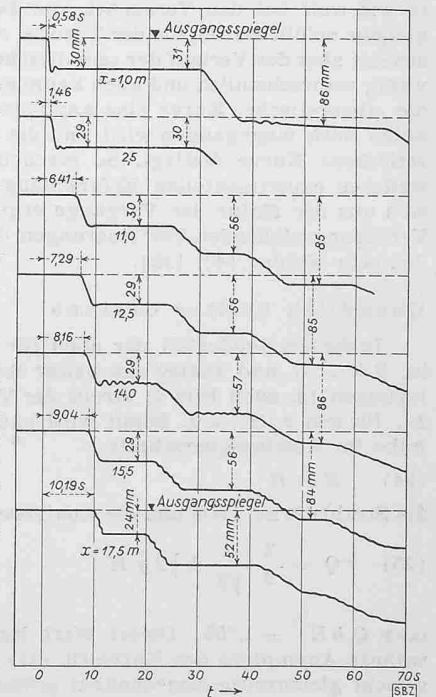 0,58s
30 mm
▼ Ausgangsspiegel
x = 1,0 m
31
86 mm
1,46
29
2,5
30
6,41
30
11,0
55
85
7,29
29
12,5
56
85
8,16
29
14,0
57
86
9,04
29
15,5
56
84 mm
10,19 s
▼ Ausgangsspiegel
24 mm
x = 17,5 m
52 mm
0 10 20 30 40 50 60 70 s
t →
SBZ